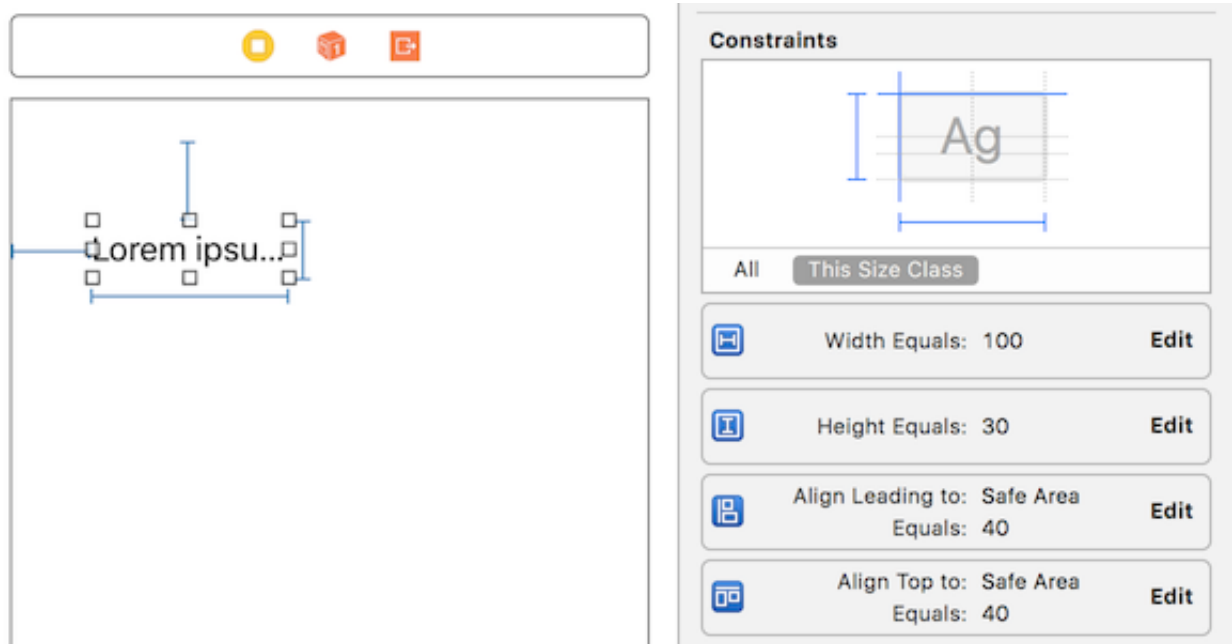 Lorem ipsu...
Constraints
Ag
All This Size Class
Width Equals: 100 Edit
Height Equals: 30 Edit
Align Leading to: Safe Area
Equals: 40 Edit
Align Top to: Safe Area
Equals: 40 Edit